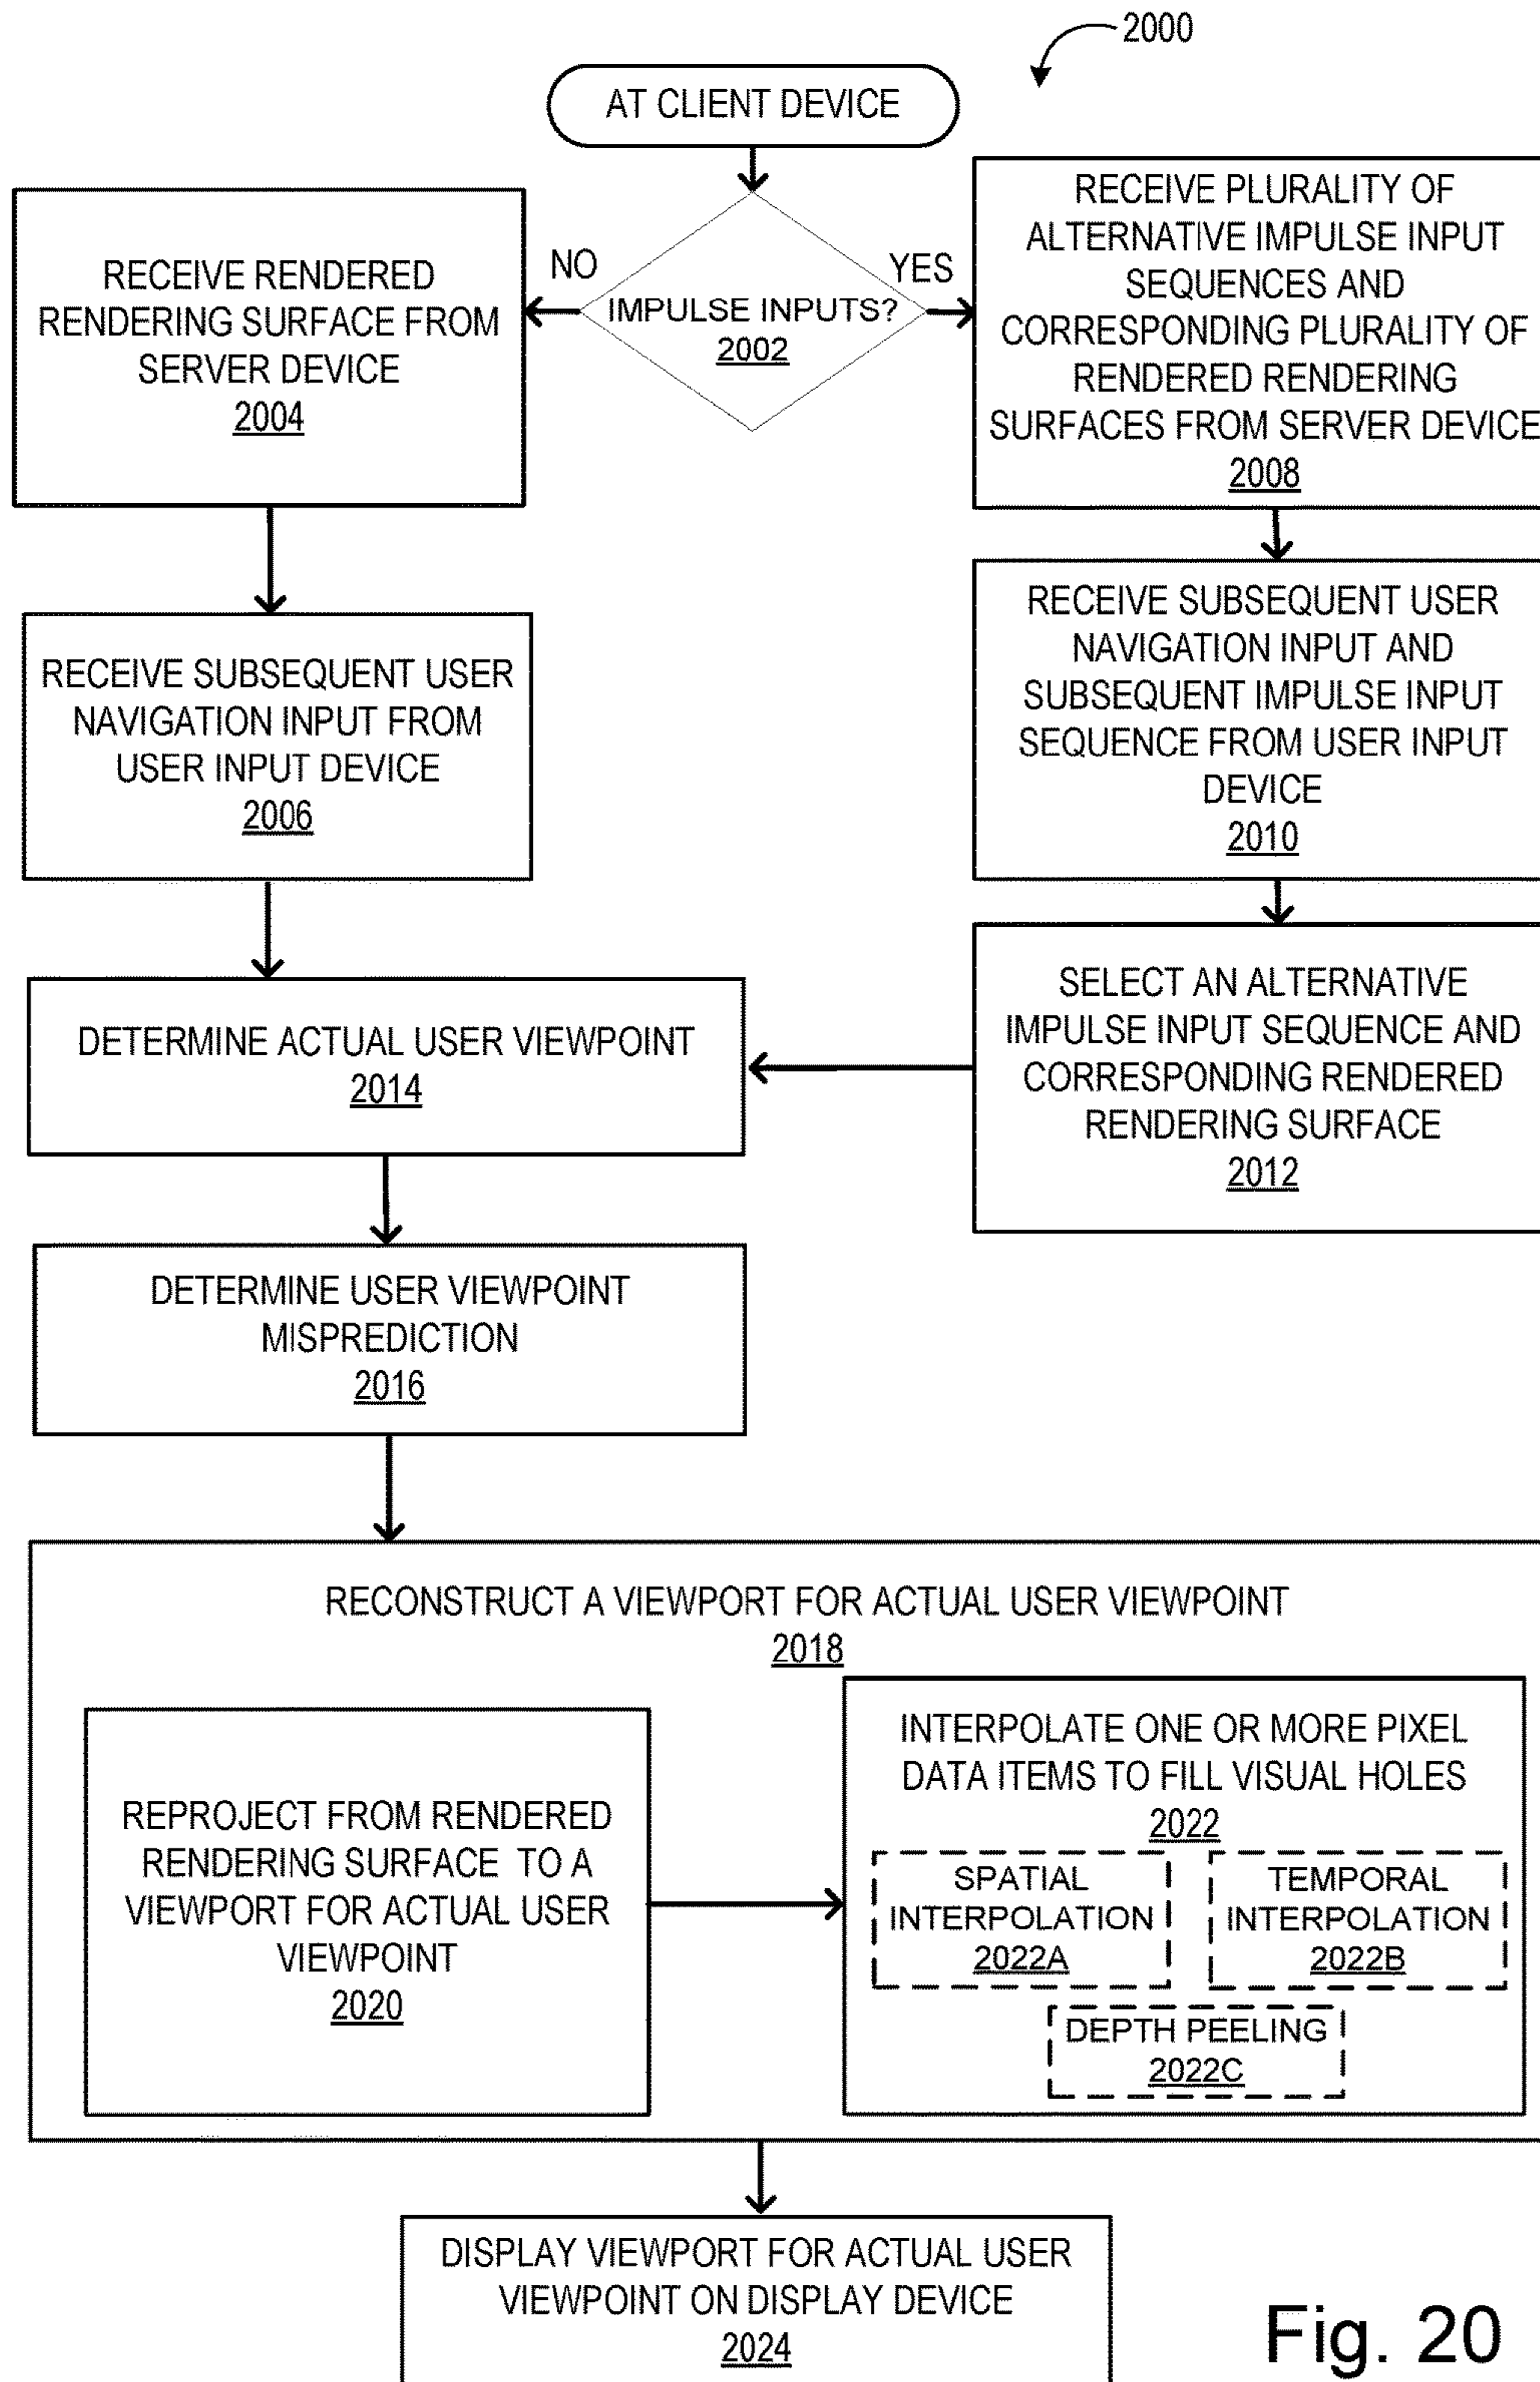 2000
AT CLIENT DEVICE
IMPULSE INPUTS?
2002
NO
YES
RECEIVE RENDERED
RENDERING SURFACE FROM
SERVER DEVICE
2004
RECEIVE SUBSEQUENT USER
NAVIGATION INPUT FROM
USER INPUT DEVICE
2006
RECEIVE PLURALITY OF
ALTERNATIVE IMPULSE INPUT
SEQUENCES AND
CORRESPONDING PLURALITY OF
RENDERED RENDERING
SURFACES FROM SERVER DEVICE
2008
RECEIVE SUBSEQUENT USER
NAVIGATION INPUT AND
SUBSEQUENT IMPULSE INPUT
SEQUENCE FROM USER INPUT
DEVICE
2010
SELECT AN ALTERNATIVE
IMPULSE INPUT SEQUENCE AND
CORRESPONDING RENDERED
RENDERING SURFACE
2012
DETERMINE ACTUAL USER VIEWPOINT
2014
DETERMINE USER VIEWPOINT
MISPREDICTION
2016
RECONSTRUCT A VIEWPORT FOR ACTUAL USER VIEWPOINT
2018
REPROJECT FROM RENDERED
RENDERING SURFACE TO A
VIEWPORT FOR ACTUAL USER
VIEWPOINT
2020
INTERPOLATE ONE OR MORE PIXEL
DATA ITEMS TO FILL VISUAL HOLES
2022
SPATIAL
INTERPOLATION
2022A
TEMPORAL
INTERPOLATION
2022B
DEPTH PEELING
2022C
DISPLAY VIEWPORT FOR ACTUAL USER
VIEWPOINT ON DISPLAY DEVICE
2024
Fig. 20